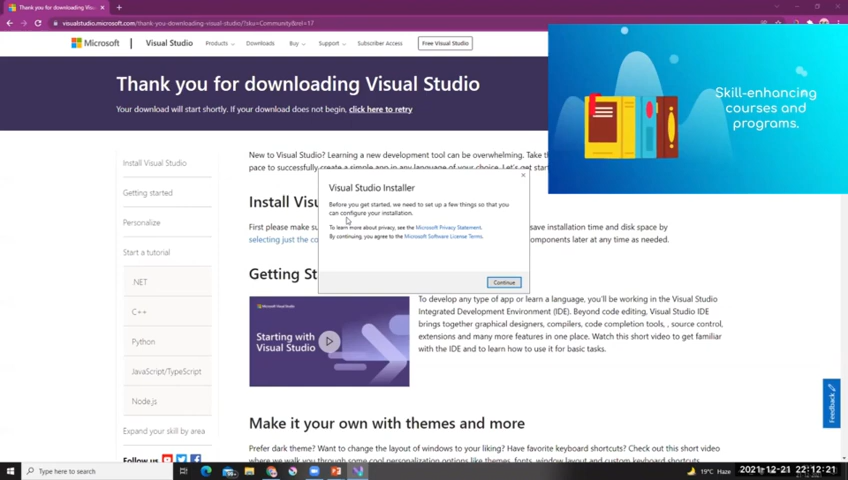 Thank you for downloading Visual S
visualstudio.microsoft.com/thank-you-downloading-visual-studio/?sku=Community&rel=17
Microsoft
Visual Studio
Products
Downloads
Buy
Support
Subscriber Access
Free Visual Studio
Thank you for downloading Visual Studio
Your download will start shortly. If your download does not begin, click here to retry
Skill-enhancing
courses and
programs.
Install Visual Studio
Getting started
Personalize
Start a tutorial
.NET
C++
Python
JavaScript/TypeScript
Node.js
Expand your skill by area
Follow us
New to Visual Studio? Learning a new development tool can be overwhelming. Take th
pace to successfully create a simple app in any language of your choice. Let's get start
Install Visu
First please make su
save installation time and disk space by
selecting just the co
omponents later at any time as needed.
Visual Studio Installer
Before you get started, we need to set up a few things so that you
can configure your installation.
To learn more about privacy, see the Microsoft Privacy Statement.
By continuing, you agree to the Microsoft Software License Terms.
Continue
Getting St
Starting with
Visual Studio
To develop any type of app or learn a language, you'll be working in the Visual Studio
Integrated Development Environment (IDE). Beyond code editing, Visual Studio IDE
brings together graphical designers, compilers, code completion tools, , source control,
extensions and many more features in one place. Watch this short video to get familiar
with the IDE and to learn how to use it for basic tasks.
Make it your own with themes and more
Prefer dark theme? Want to change the layout of windows to your liking? Have favorite keyboard shortcuts? Check out this short video
Feedback
Type here to search
19°C Haze
2021-12-21 22:12:21